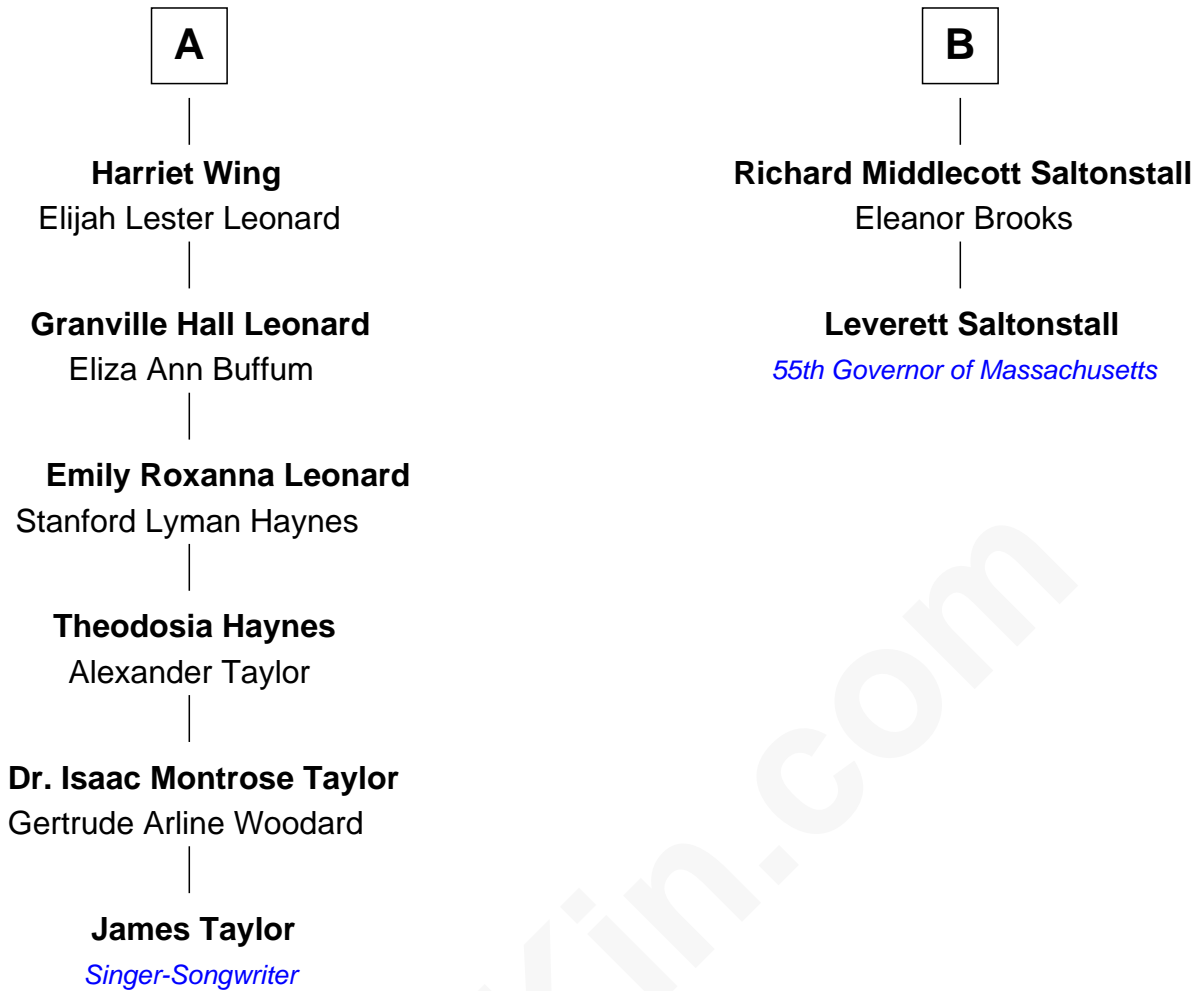 A
Harriet Wing
Elijah Lester Leonard
Granville Hall Leonard
Eliza Ann Buffum
Emily Roxanna Leonard
Stanford Lyman Haynes
Theodosia Haynes
Alexander Taylor
Dr. Isaac Montrose Taylor
Gertrude Arline Woodard
James Taylor
Singer-Songwriter
B
Richard Middlecott Saltonstall
Eleanor Brooks
Leverett Saltonstall
55th Governor of Massachusetts
Kin.com